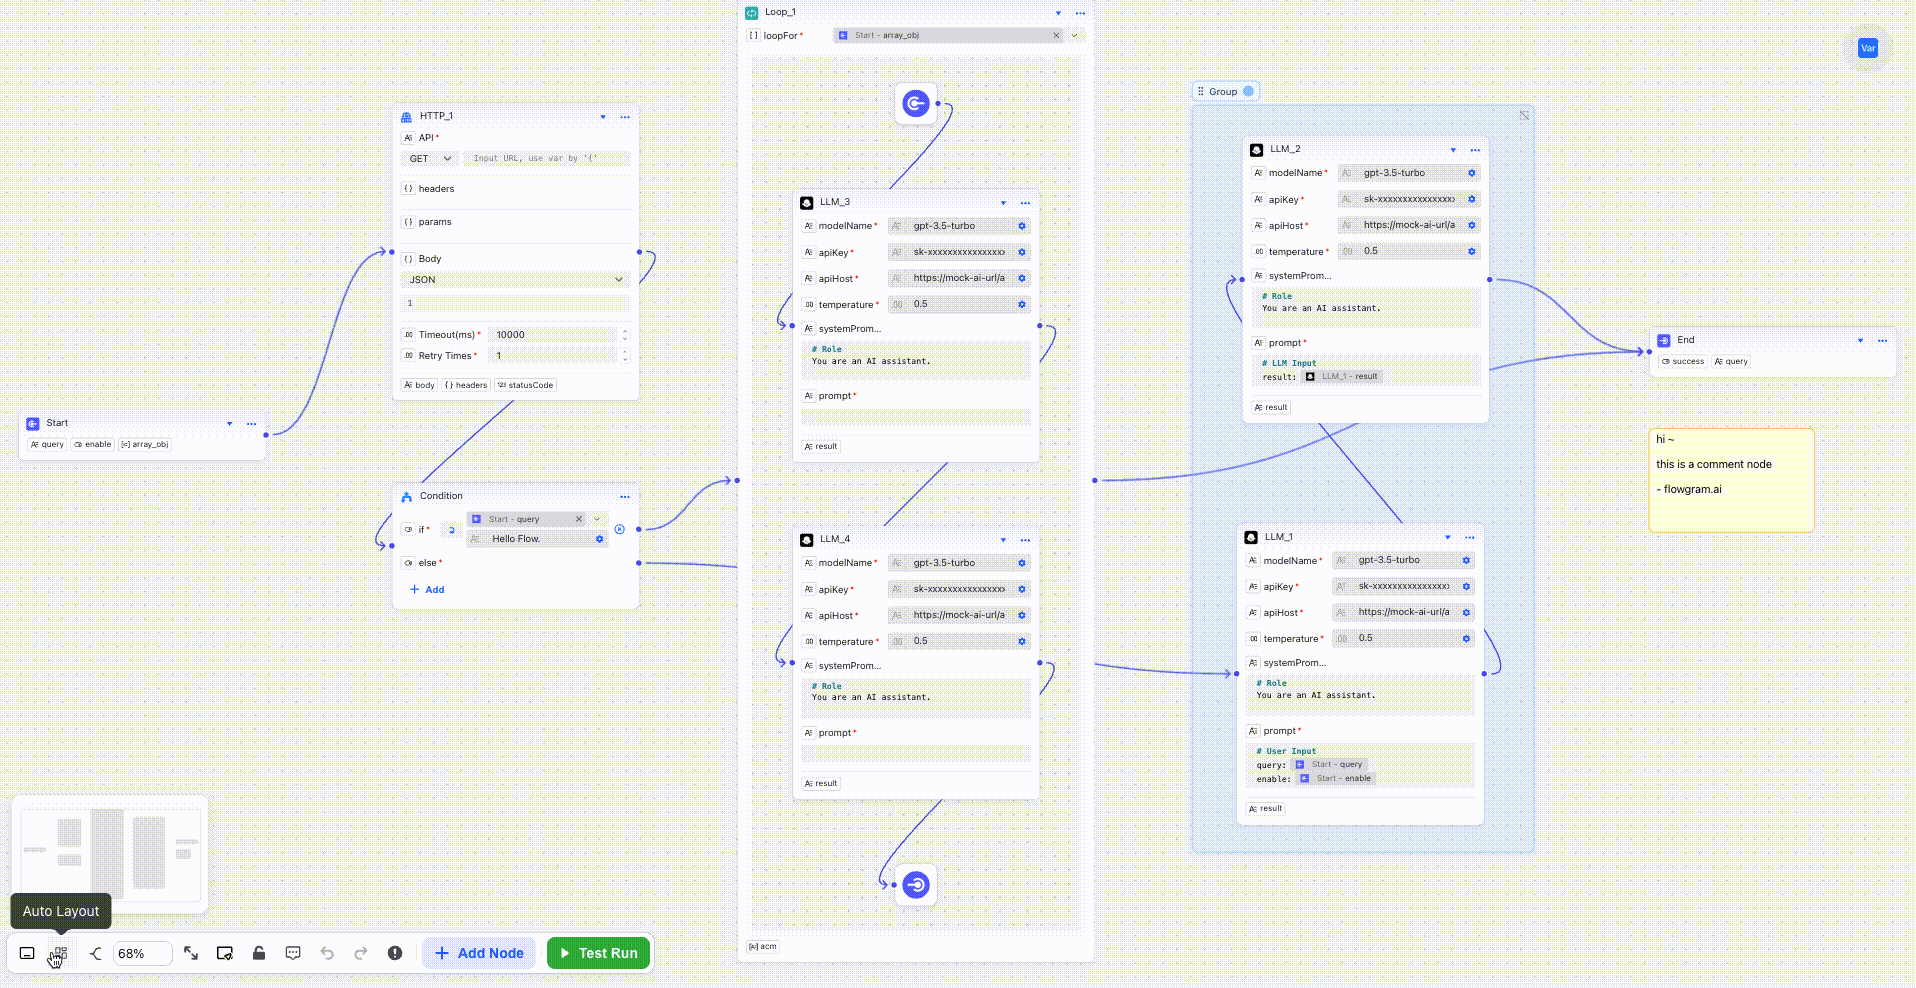 Start
query enable array_obj
HTTP_1
API*
GET Input URL, use var by '{'
headers
params
Body
JSON
1
Timeout(ms)* 10000
Retry Times* 1
body headers statusCode
Condition
if* Start - query
Hello Flow.
else*
Add
Loop_1
loopFor* Start - array_obj
LLM_3
modelName* gpt-3.5-turbo
apiKey* sk-xxxxxxxxxxxxxxx
apiHost* https://mock-ai-url/a
temperature* 0.5
systemProm...
# Role
You are an AI assistant.
prompt*
result
LLM_4
modelName* gpt-3.5-turbo
apiKey* sk-xxxxxxxxxxxxxxx
apiHost* https://mock-ai-url/a
temperature* 0.5
systemProm...
# Role
You are an AI assistant.
prompt*
result
acm
Group
LLM_2
modelName* gpt-3.5-turbo
apiKey* sk-xxxxxxxxxxxxxxx
apiHost* https://mock-ai-url/a
temperature* 0.5
systemProm...
# Role
You are an AI assistant.
prompt*
# LLM Input
result: LLM_1 - result
result
LLM_1
modelName* gpt-3.5-turbo
apiKey* sk-xxxxxxxxxxxxxxx
apiHost* https://mock-ai-url/a
temperature* 0.5
systemProm...
# Role
You are an AI assistant.
prompt*
# User Input
query: Start - query
enable: Start - enable
result
Var
End
success query
hi ~
this is a comment node
- flowgram.ai
Auto Layout
68% Add Node Test Run